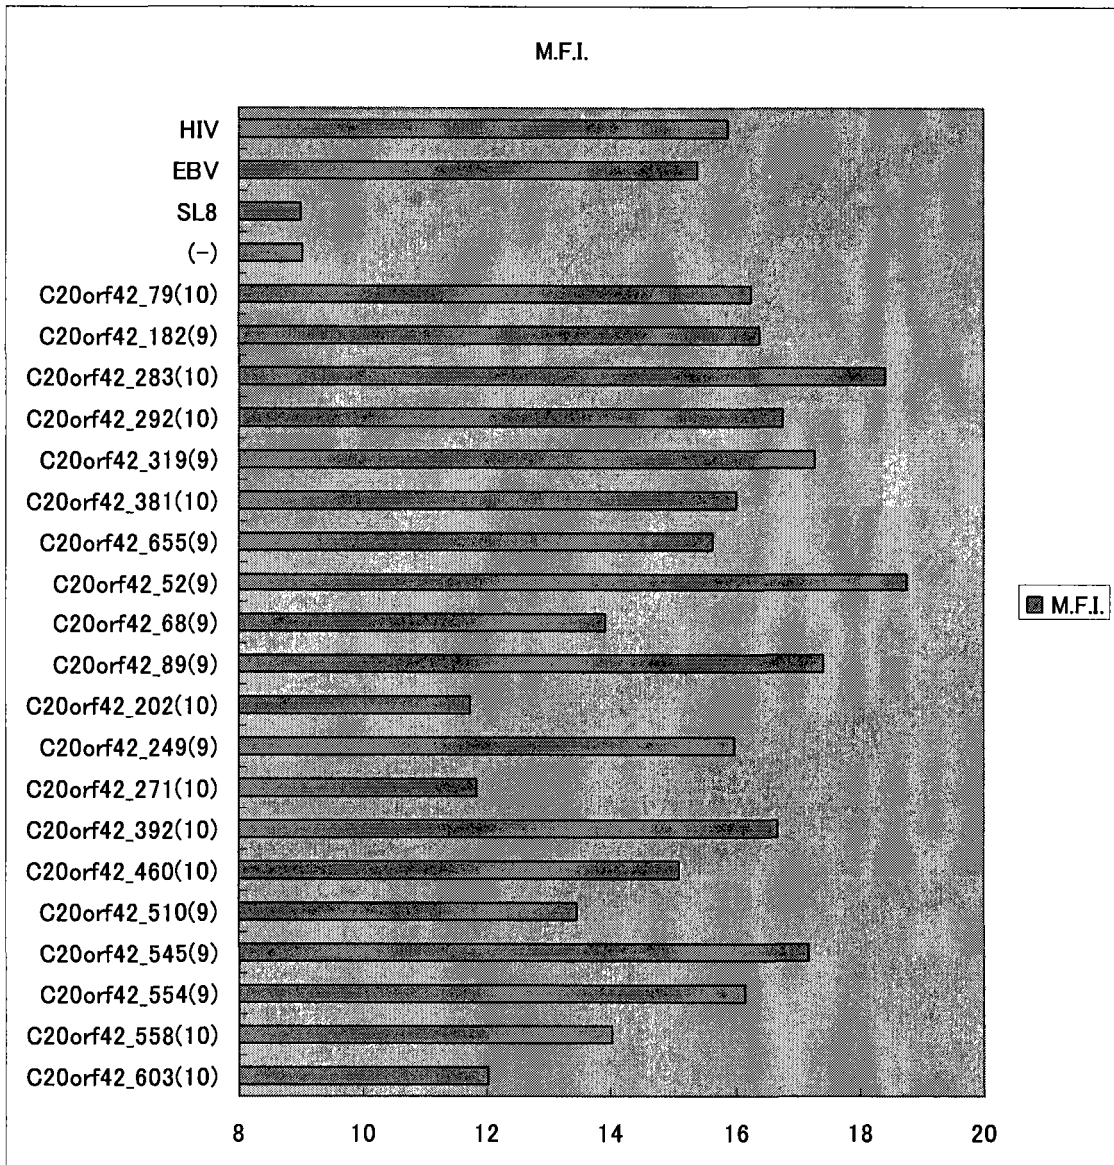 M.F.I.
HIV
EBV
SL8
(-)
C20orf42_79(10)
C20orf42_182(9)
C20orf42_283(10)
C20orf42_292(10)
C20orf42_319(9)
C20orf42_381(10)
C20orf42_655(9)
C20orf42_52(9)
C20orf42_68(9)
C20orf42_89(9)
C20orf42_202(10)
C20orf42_249(9)
C20orf42_271(10)
C20orf42_392(10)
C20orf42_460(10)
C20orf42_510(9)
C20orf42_545(9)
C20orf42_554(9)
C20orf42_558(10)
C20orf42_603(10)
8 10 12 14 16 18 20
M.F.I.